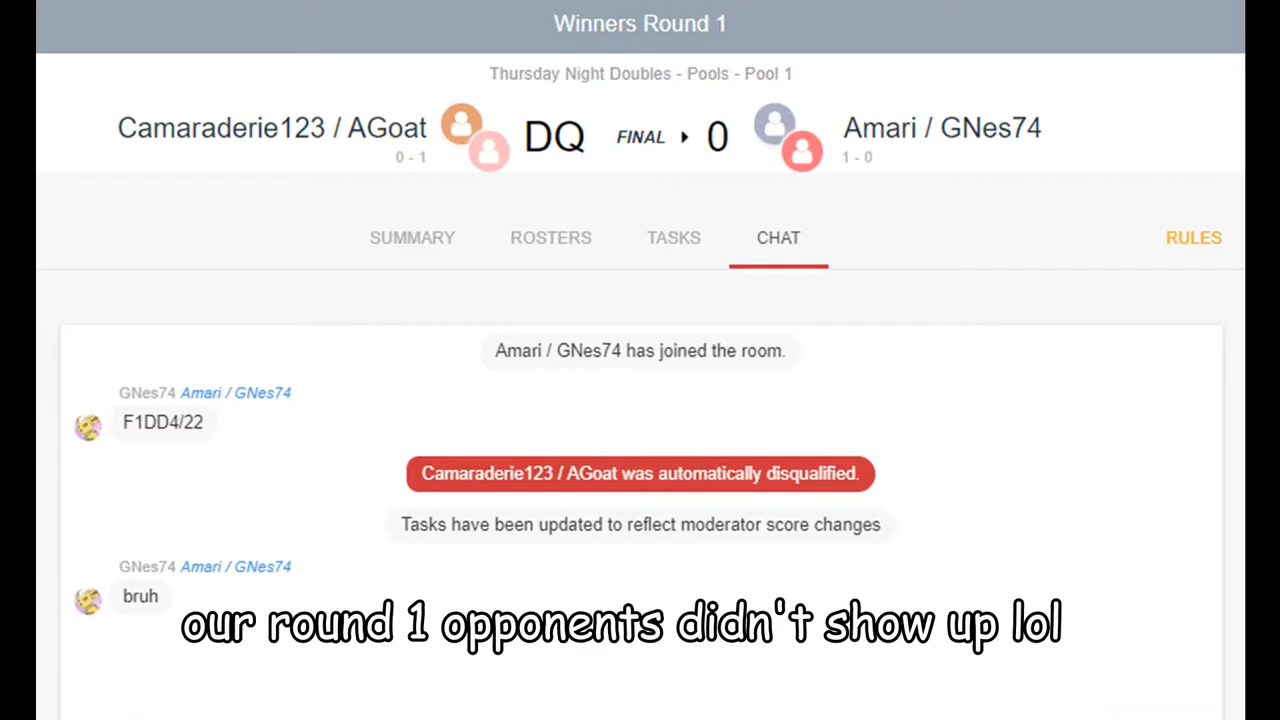 Winners Round 1
Thursday Night Doubles - Pools - Pool 1
Camaraderie123 / AGoat DQ FINAL 0 Amari / GNes74
0 - 1 1 - 0
SUMMARY ROSTERS TASKS CHAT RULES
Amari / GNes74 has joined the room.
GNes74 Amari / GNes74
F1DD4/22
Camaraderie123 / AGoat was automatically disqualified.
Tasks have been updated to reflect moderator score changes
GNes74 Amari / GNes74
bruh
our round 1 opponents didn't show up lol